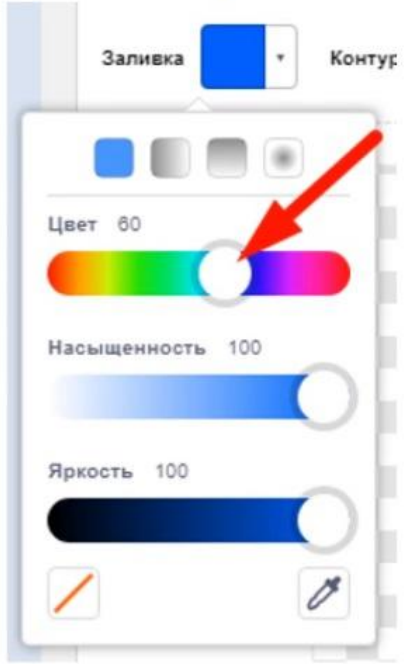 Заливка
Контур
Цвет 60
Насыщенность 100
Яркость 100